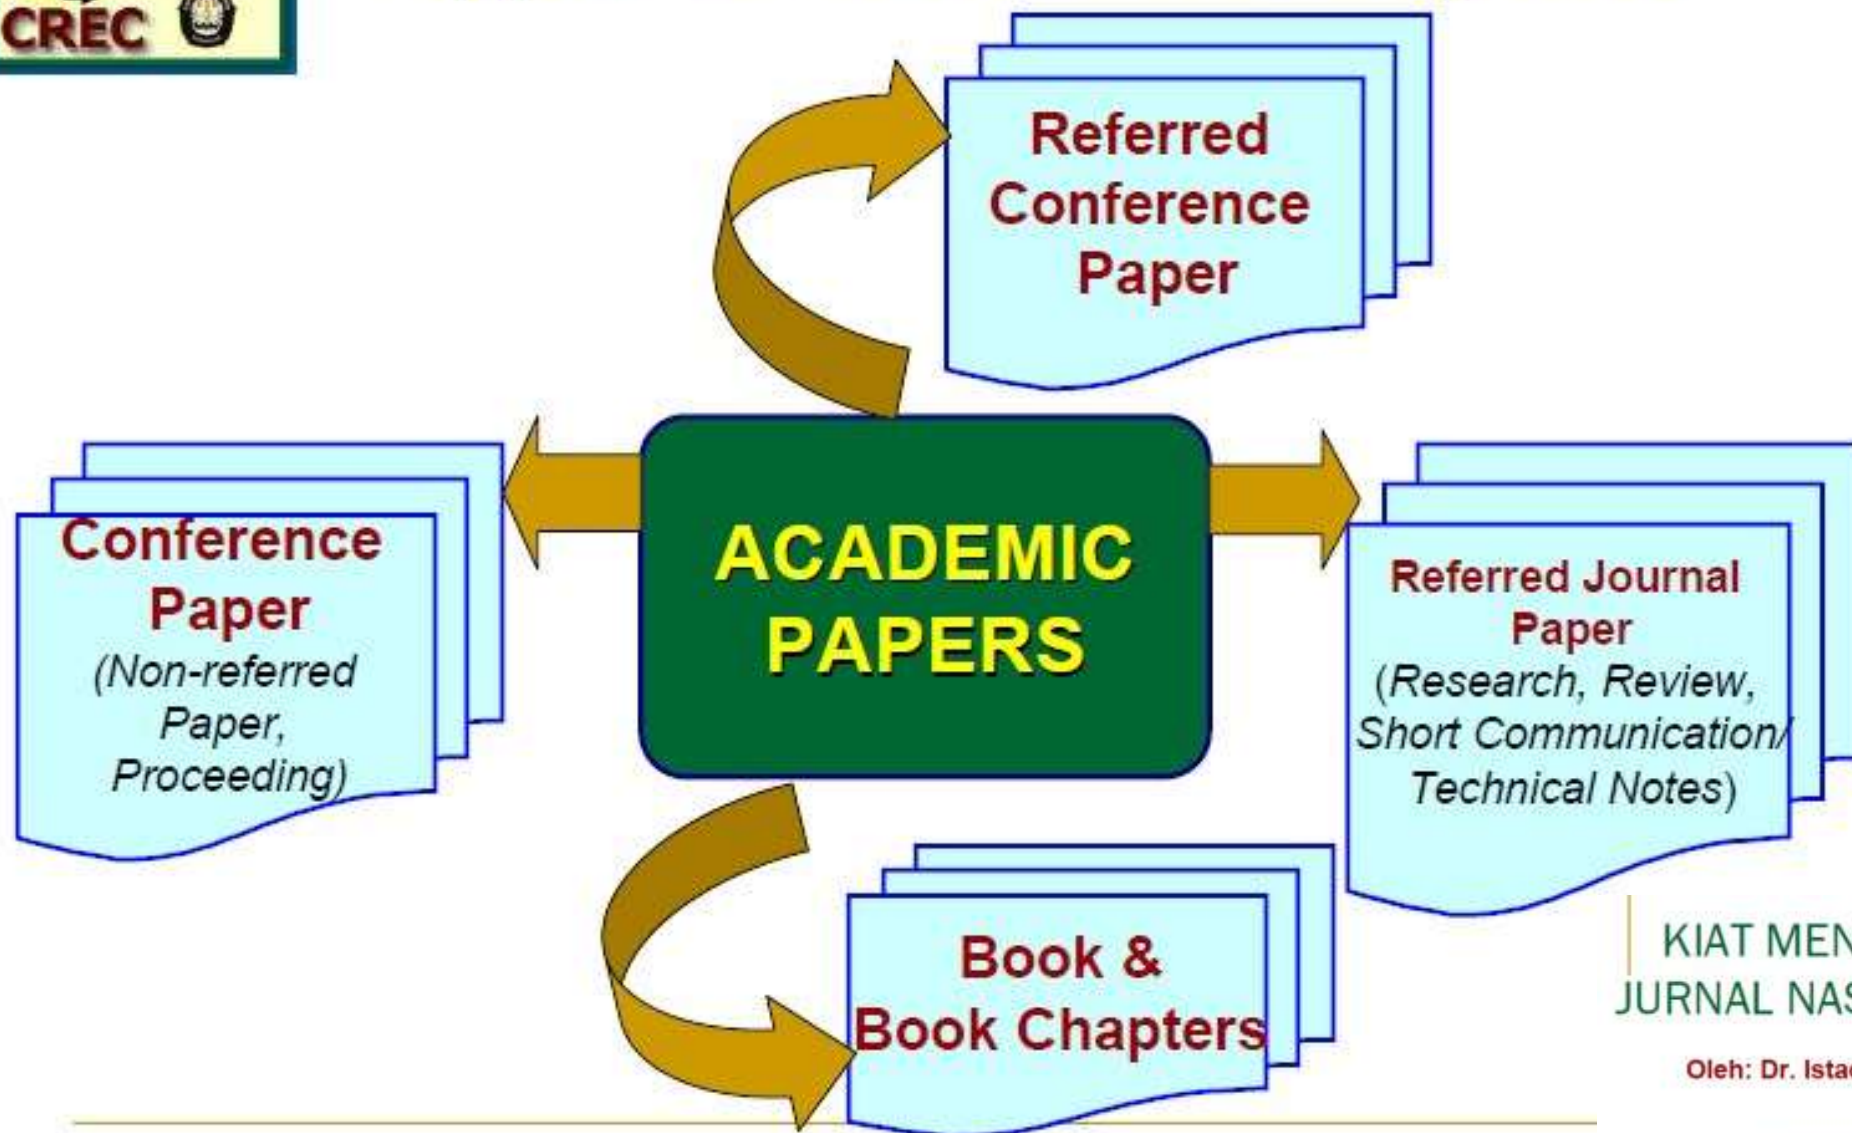 CREC
Referred
Conference
Paper
Conference
Paper
(Non-referred
Paper,
Proceeding)
ACADEMIC
PAPERS
Referred Journal
Paper
(Research, Review,
Short Communication/
Technical Notes)
Book &
Book Chapters
KIAT MEN
JURNAL NAS
Oleh: Dr. Ista